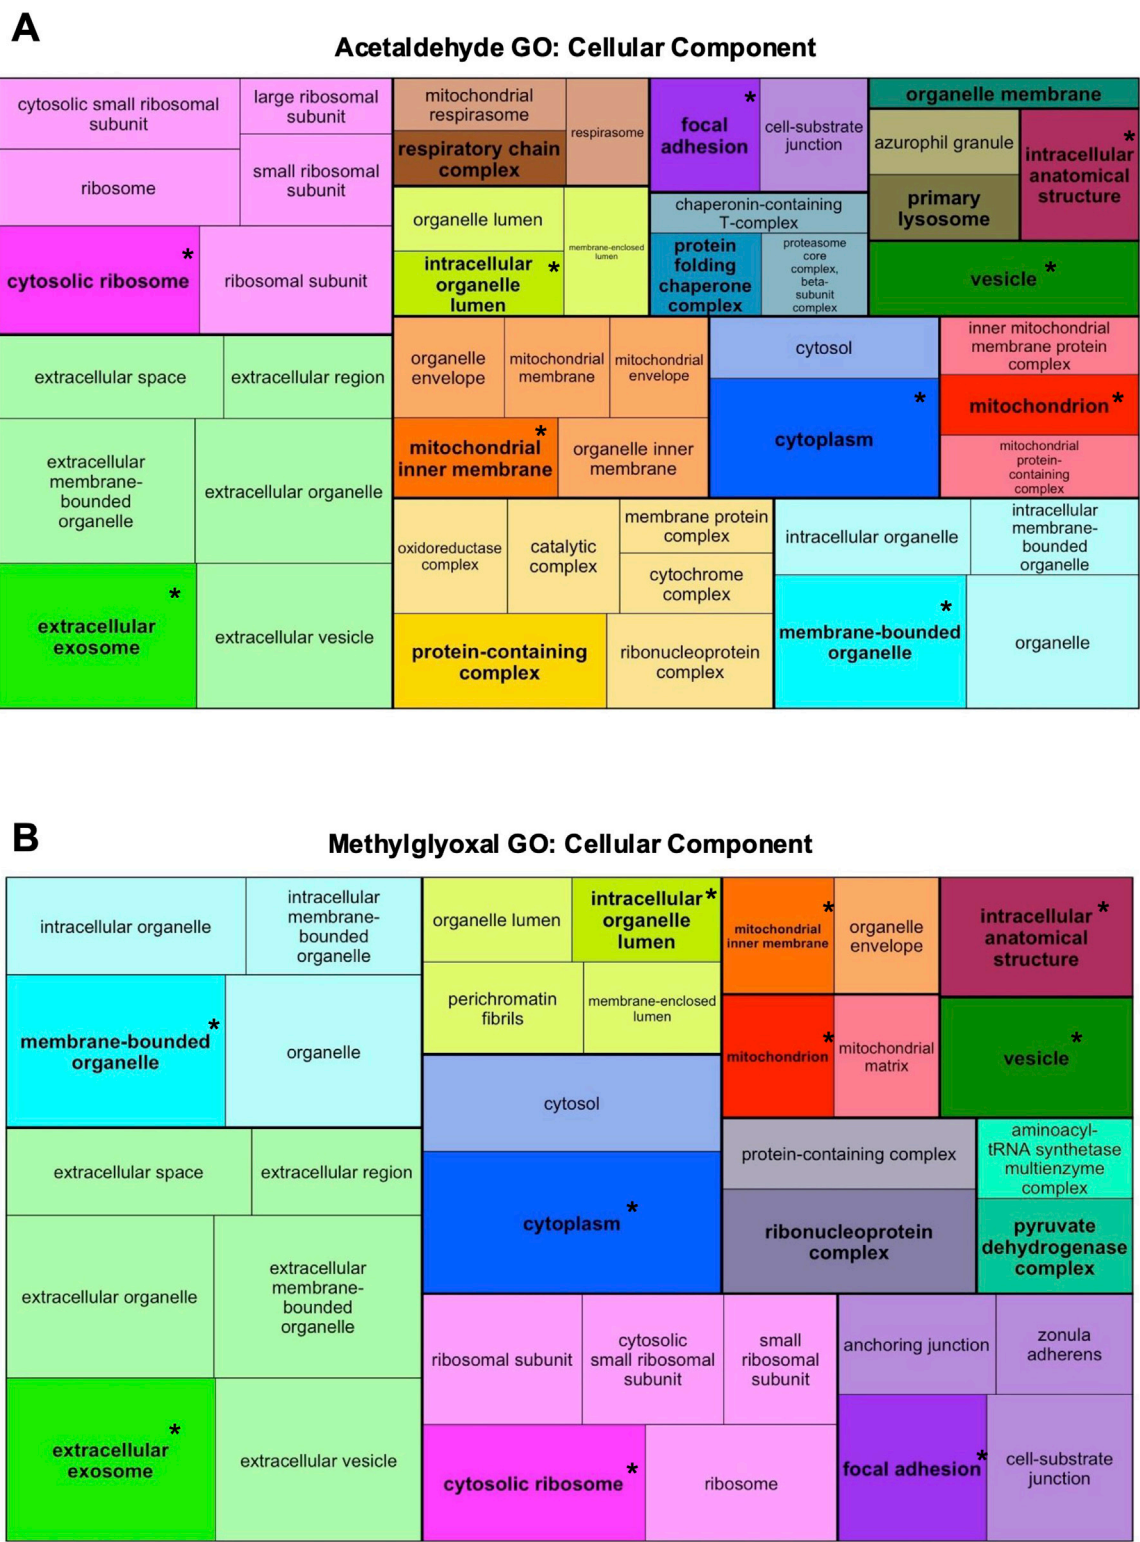 A
Acetaldehyde GO: Cellular Component
cytosolic small ribosomal
subunit
large ribosomal
subunit
ribosome
small ribosomal
subunit
cytosolic ribosome *
ribosomal subunit
extracellular space
extracellular region
extracellular
membrane-
bounded
organelle
extracellular organelle
*
extracellular
exosome
extracellular vesicle
mitochondrial
respirasome
respirasome
respiratory chain
complex
organelle lumen
membrane-enclosed
lumen
intracellular *
organelle
lumen
focal *
adhesion
cell-substrate
junction
chaperonin-containing
T-complex
protein
folding
chaperone
complex
proteasome
core
complex,
beta-
subunit
complex
organelle membrane
azurophil granule
primary
lysosome
*
intracellular
anatomical
structure
vesicle *
organelle
envelope
mitochondrial
membrane
mitochondrial
envelope
*
mitochondrial
inner membrane
organelle inner
membrane
cytosol
*
cytoplasm
inner mitochondrial
membrane protein
complex
mitochondrion *
mitochondrial
protein-
containing
complex
oxidoreductase
complex
catalytic
complex
membrane protein
complex
cytochrome
complex
protein-containing
complex
ribonucleoprotein
complex
intracellular organelle
intracellular
membrane-
bounded
organelle
*
membrane-bounded
organelle
organelle
B
Methylglyoxal GO: Cellular Component
intracellular organelle
intracellular
membrane-
bounded
organelle
*
membrane-bounded
organelle
organelle
extracellular space
extracellular region
extracellular organelle
extracellular
membrane-
bounded
organelle
*
extracellular
exosome
extracellular vesicle
organelle lumen
intracellular *
organelle
lumen
perichromatin
fibrils
membrane-enclosed
lumen
cytosol
cytoplasm *
*
mitochondrial
inner membrane
organelle
envelope
*
mitochondrion
mitochondrial
matrix
intracellular *
anatomical
structure
*
vesicle
protein-containing complex
ribonucleoprotein
complex
aminoacyl-
tRNA synthetase
multienzyme
complex
pyruvate
dehydrogenase
complex
ribosomal subunit
cytosolic
small ribosomal
subunit
small
ribosomal
subunit
cytosolic ribosome *
ribosome
anchoring junction
zonula
adherens
focal adhesion *
cell-substrate
junction